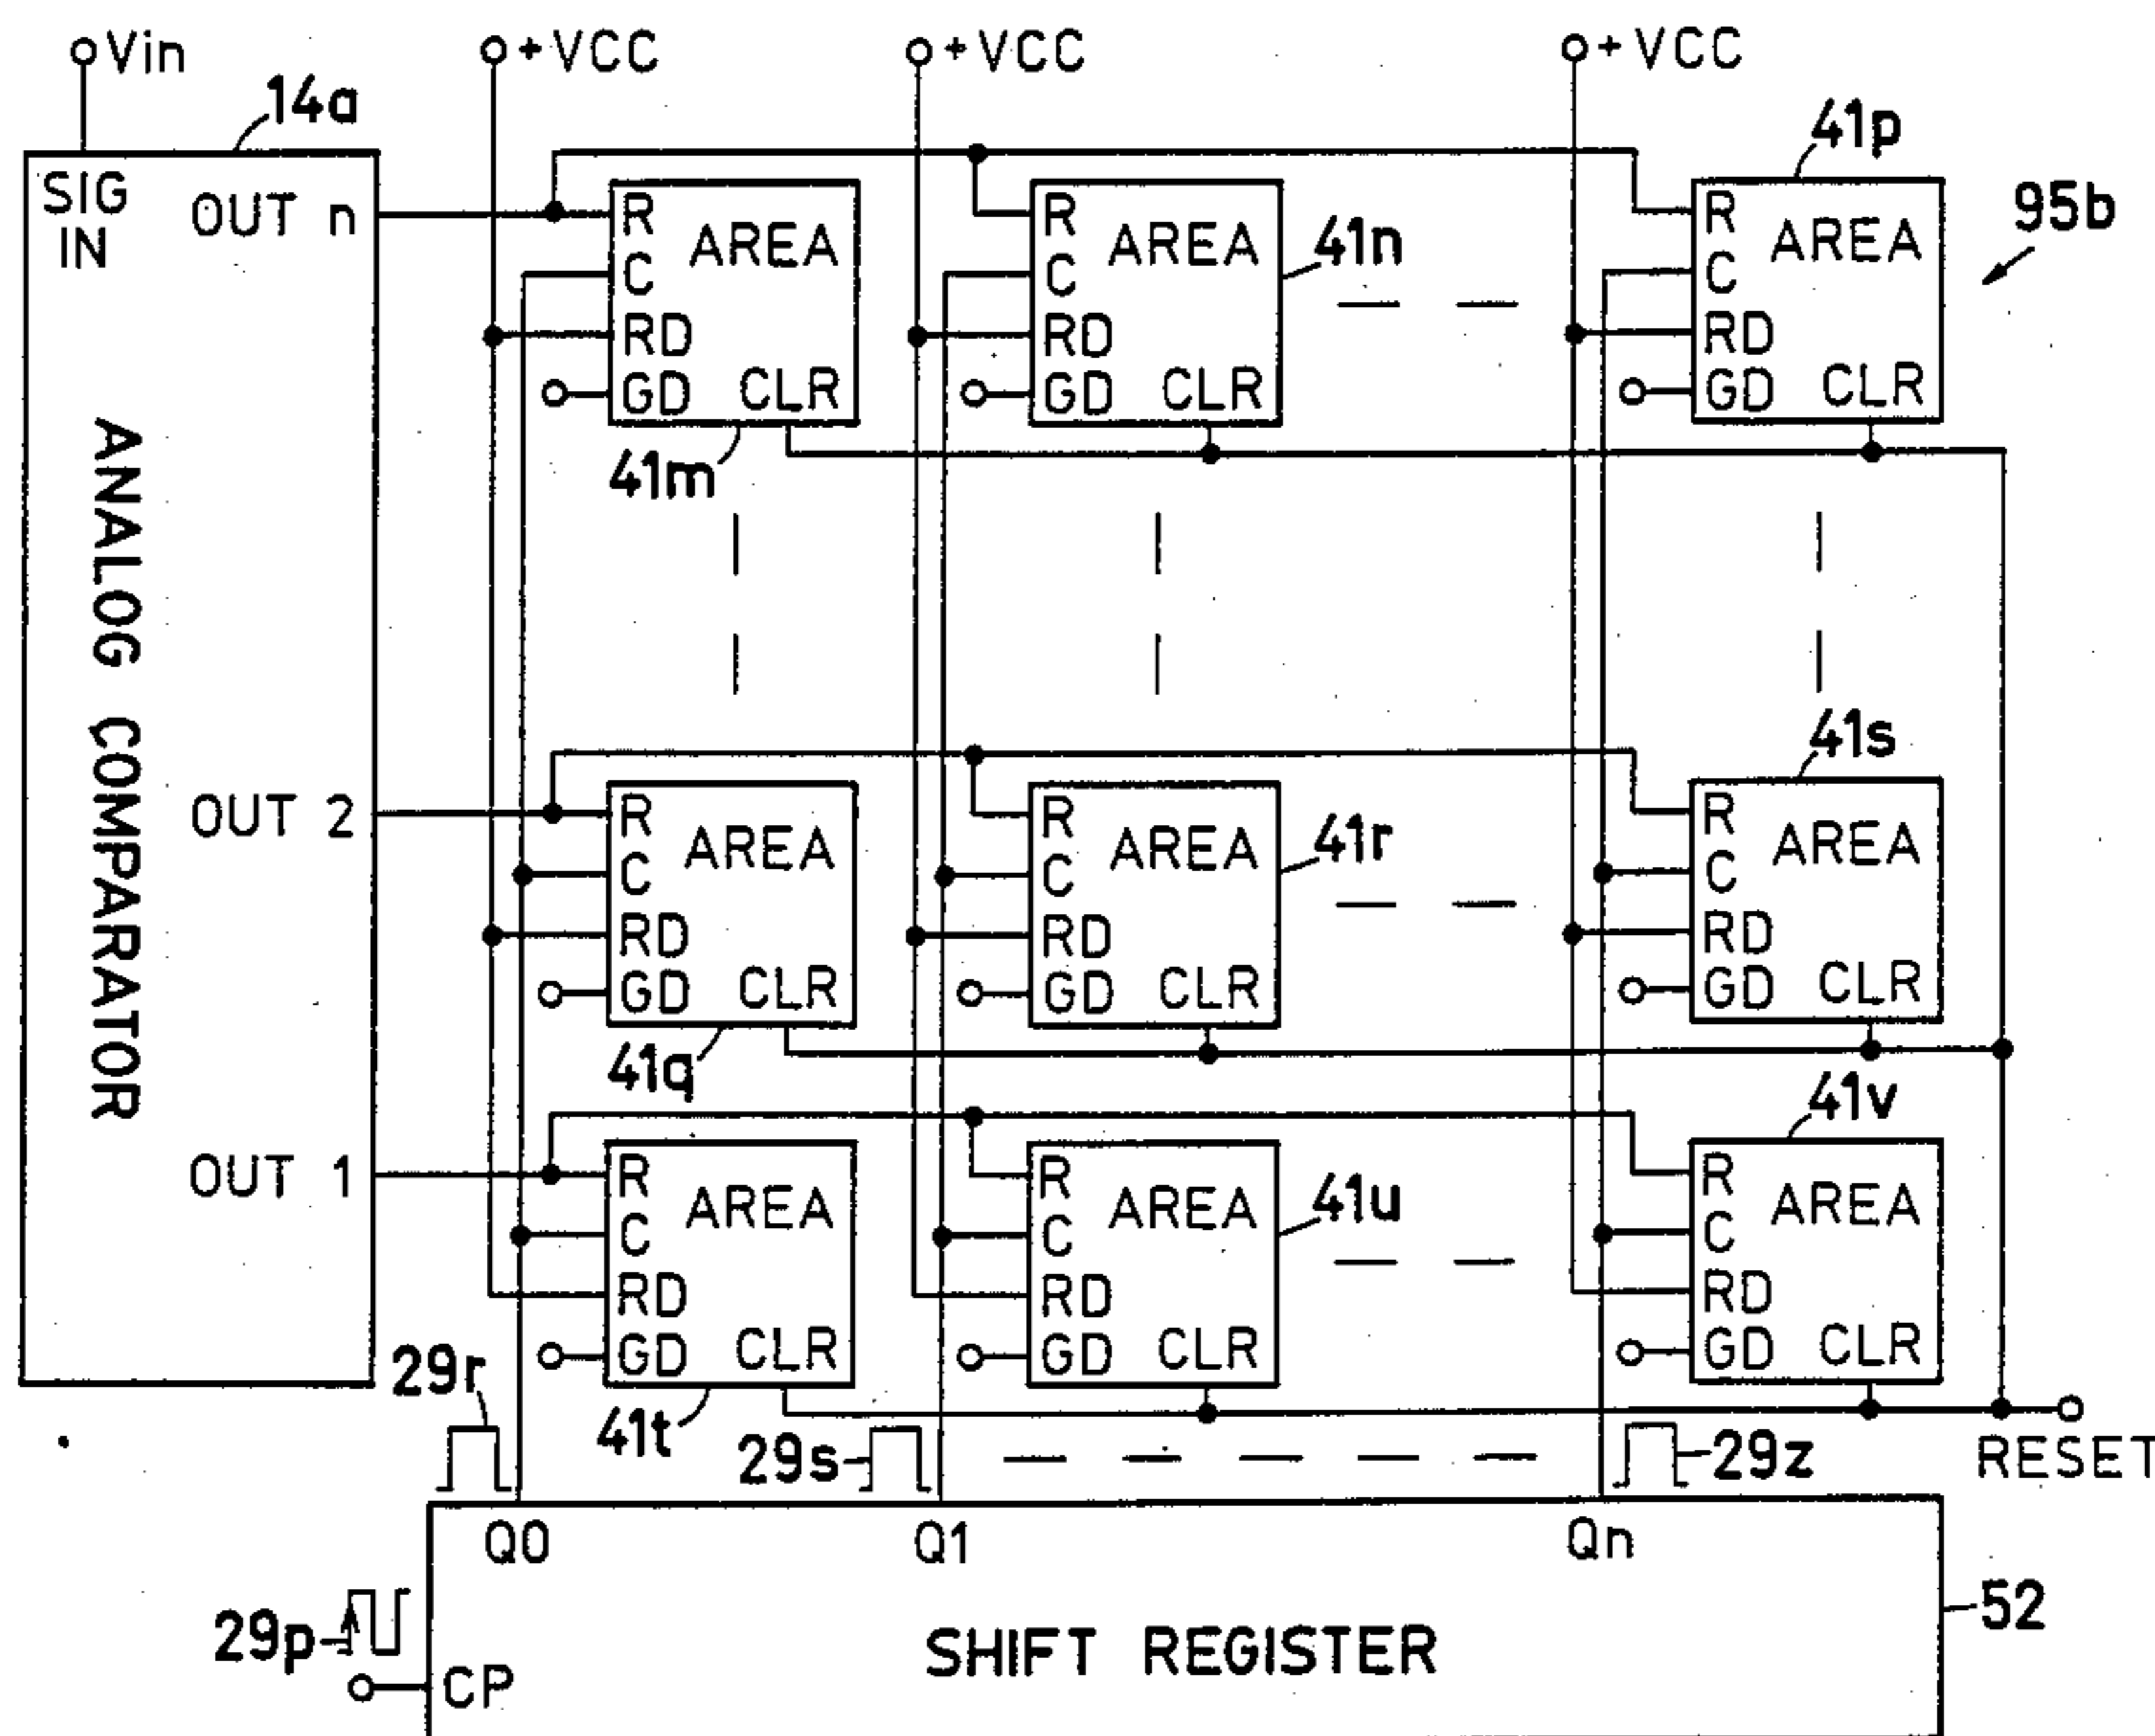 Vin
+VCC
+VCC
+VCC
14a
41p
95b
SIG IN
OUT n
R
C
RD
GD
AREA
CLR
R
C
RD
GD
AREA
CLR
41n
R
C
RD
GD
AREA
CLR
41m
ANALOG COMPARATOR
41s
OUT 2
R
C
RD
GD
AREA
CLR
R
C
RD
GD
AREA
CLR
41r
R
C
RD
GD
AREA
CLR
41q
41v
OUT 1
R
C
RD
GD
AREA
CLR
R
C
RD
GD
AREA
CLR
41u
R
C
RD
GD
AREA
CLR
29r
41t
29s
29z
RESET
Q0
Q1
Qn
52
29p
CP
SHIFT REGISTER